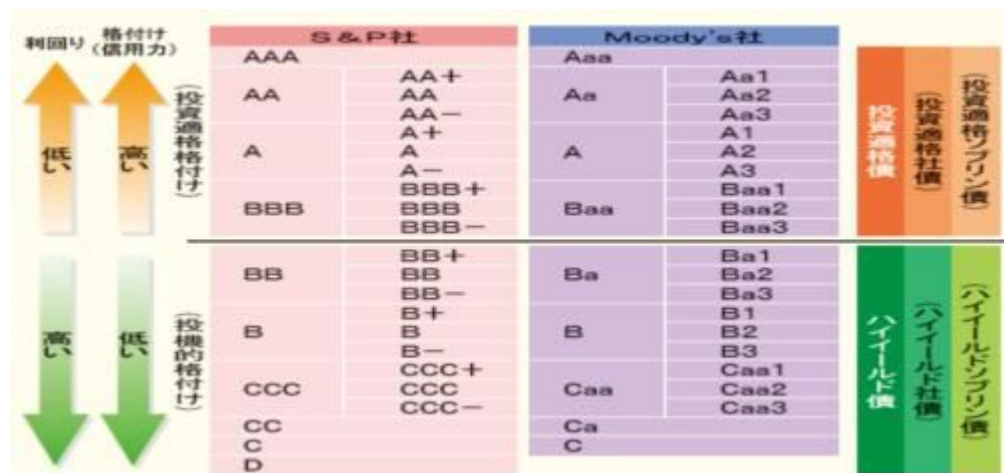 利回り 格付け(信用力) S&P社 Moody's社
AAA Aaa
AA+ Aa1
AA AA Aa Aa2
AA− Aa3
A+ A1
A A A A2
A− A3
BBB+ Baa1
BBB BBB Baa Baa2
BBB− Baa3
低い 高い (投資適格格付け)
投資適格債 (投資適格社債) (投資適格ソブリン債)
BB+ Ba1
BB BB Ba Ba2
BB− Ba3
B+ B1
B B B B2
B− B3
CCC+ Caa1
CCC CCC Caa Caa2
CCC− Caa3
CC Ca
C C
D
高い 低い (投機的格付け)
ハイイールド債 (ハイイールド社債) (ハイイールドソブリン債)